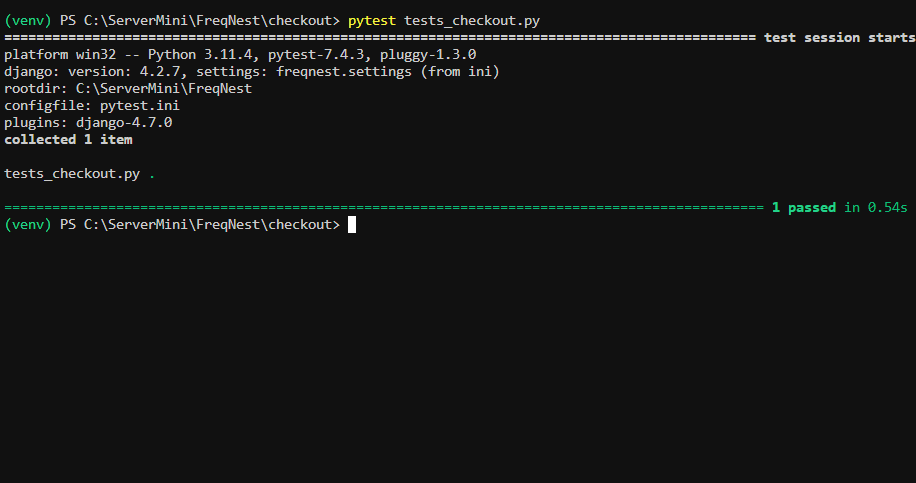 (venv) PS C:\ServerMini\FreqNest\checkout> pytest tests_checkout.py
============================================================================================== test session starts
platform win32 -- Python 3.11.4, pytest-7.4.3, pluggy-1.3.0
django: version: 4.2.7, settings: freqnest.settings (from ini)
rootdir: C:\ServerMini\FreqNest
configfile: pytest.ini
plugins: django-4.7.0
collected 1 item
tests_checkout.py .
=============================================================================================== 1 passed in 0.54s
(venv) PS C:\ServerMini\FreqNest\checkout>